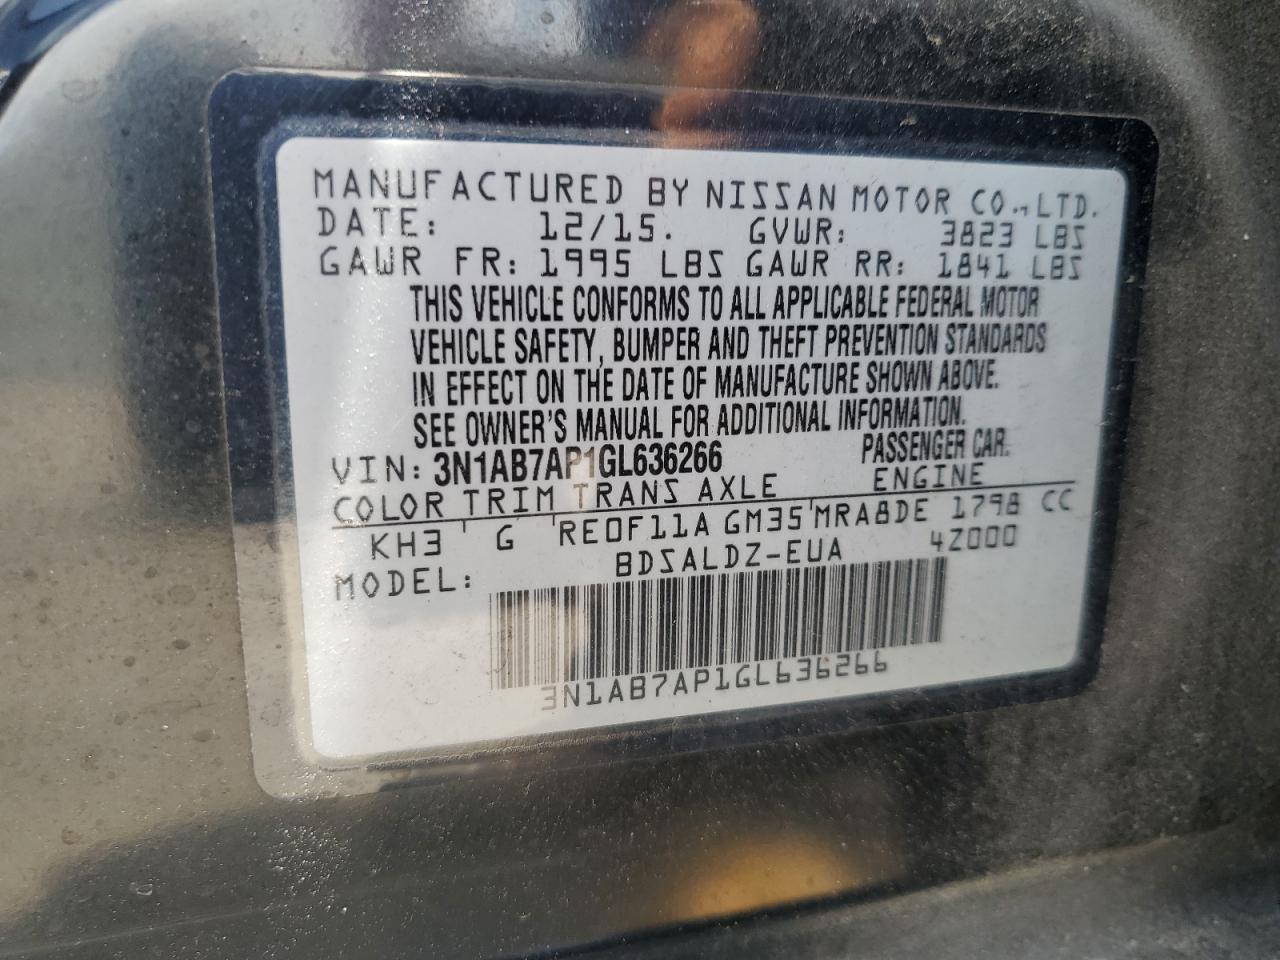 MANUFACTURED BY NISSAN MOTOR CO., LTD.
DATE: 12/15. GVWR: 3823 LBS
GAWR FR: 1995 LBS GAWR RR: 1841 LBS
THIS VEHICLE CONFORMS TO ALL APPLICABLE FEDERAL MOTOR
VEHICLE SAFETY, BUMPER AND THEFT PREVENTION STANDARDS
IN EFFECT ON THE DATE OF MANUFACTURE SHOWN ABOVE.
SEE OWNER'S MANUAL FOR ADDITIONAL INFORMATION.
VIN: 3N1AB7AP1GL636266 PASSENGER CAR.
COLOR TRIM TRANS AXLE ENGINE
KH3 G RE0F11A GM35 MRA8DE 1798 CC
MODEL: BDSALDZ-EUA 4Z000
3N1AB7AP1GL636266